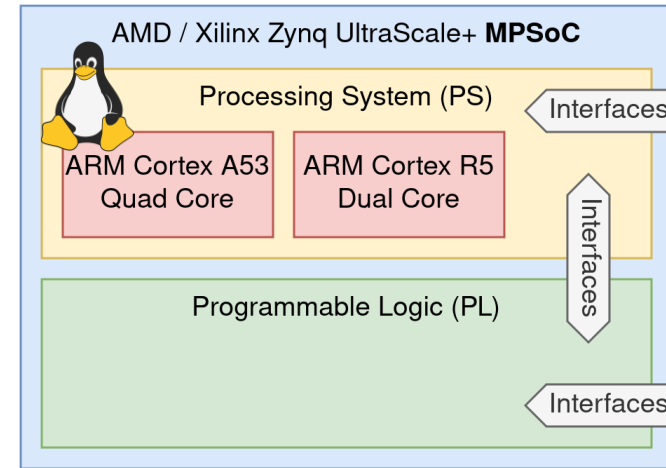 AMD / Xilinx Zynq UltraScale+ MPSoC
Processing System (PS)
Interfaces
ARM Cortex A53
Quad Core
ARM Cortex R5
Dual Core
Interfaces
Programmable Logic (PL)
Interfaces